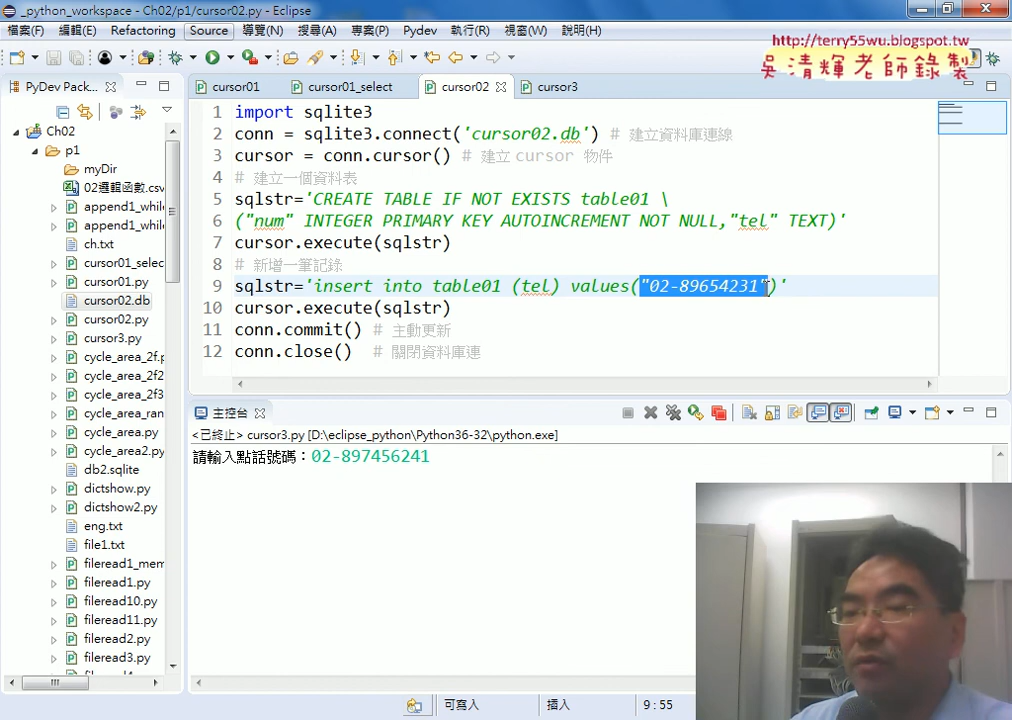 _python_workspace - Ch02/p1/cursor02.py - Eclipse
檔案(F) 編輯(E) Refactoring Source 導覽(N) 搜尋(A) 專案(P) Pydev 執行(R) 視窗(W) 說明(H)
http://terry55wu.blogspot.tw
吳清輝老師錄製
PyDev Pack...
cursor01
cursor01_select
cursor02
cursor3
Ch02
p1
myDir
02邏輯函數.csv
append1_while
append1_while
ch.txt
cursor01_selec
cursor01.py
cursor02.db
cursor02.py
cursor3.py
cycle_area_2f.p
cycle_area_2f2
cycle_area_2f3
cycle_area_ran
cycle_area.py
cycle_area2.py
db2.sqlite
dictshow.py
dictshow2.py
eng.txt
file1.txt
fileread1_mem
fileread1.py
fileread10.py
fileread11.py
fileread2.py
fileread3.py
1 import sqlite3
2 conn = sqlite3.connect('cursor02.db') # 建立資料庫連線
3 cursor = conn.cursor() # 建立 cursor 物件
4 # 建立一個資料表
5 sqlstr='CREATE TABLE IF NOT EXISTS table01 \
6 ("num" INTEGER PRIMARY KEY AUTOINCREMENT NOT NULL,"tel" TEXT)'
7 cursor.execute(sqlstr)
8 # 新增一筆記錄
9 sqlstr='insert into table01 (tel) values("02-89654231")'
10 cursor.execute(sqlstr)
11 conn.commit() # 主動更新
12 conn.close() # 關閉資料庫連
主控台
<已終止> cursor3.py [D:\eclipse_python\Python36-32\python.exe]
請輸入點話號碼：02-897456241
可寫入 插入 9:55